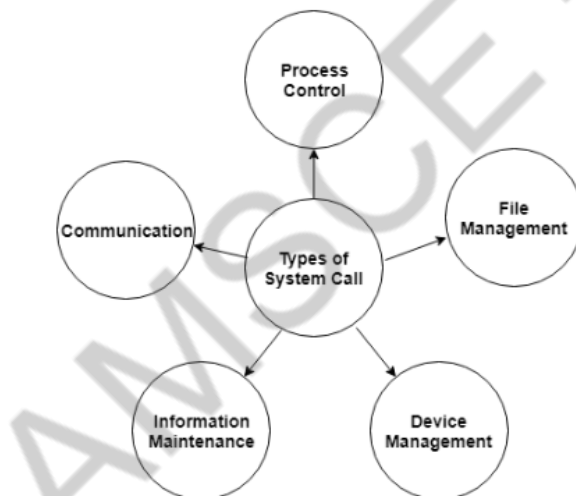 Process
Control
File
Management
Communication
Types of
System Call
Information
Maintenance
Device
Management
AMSCE